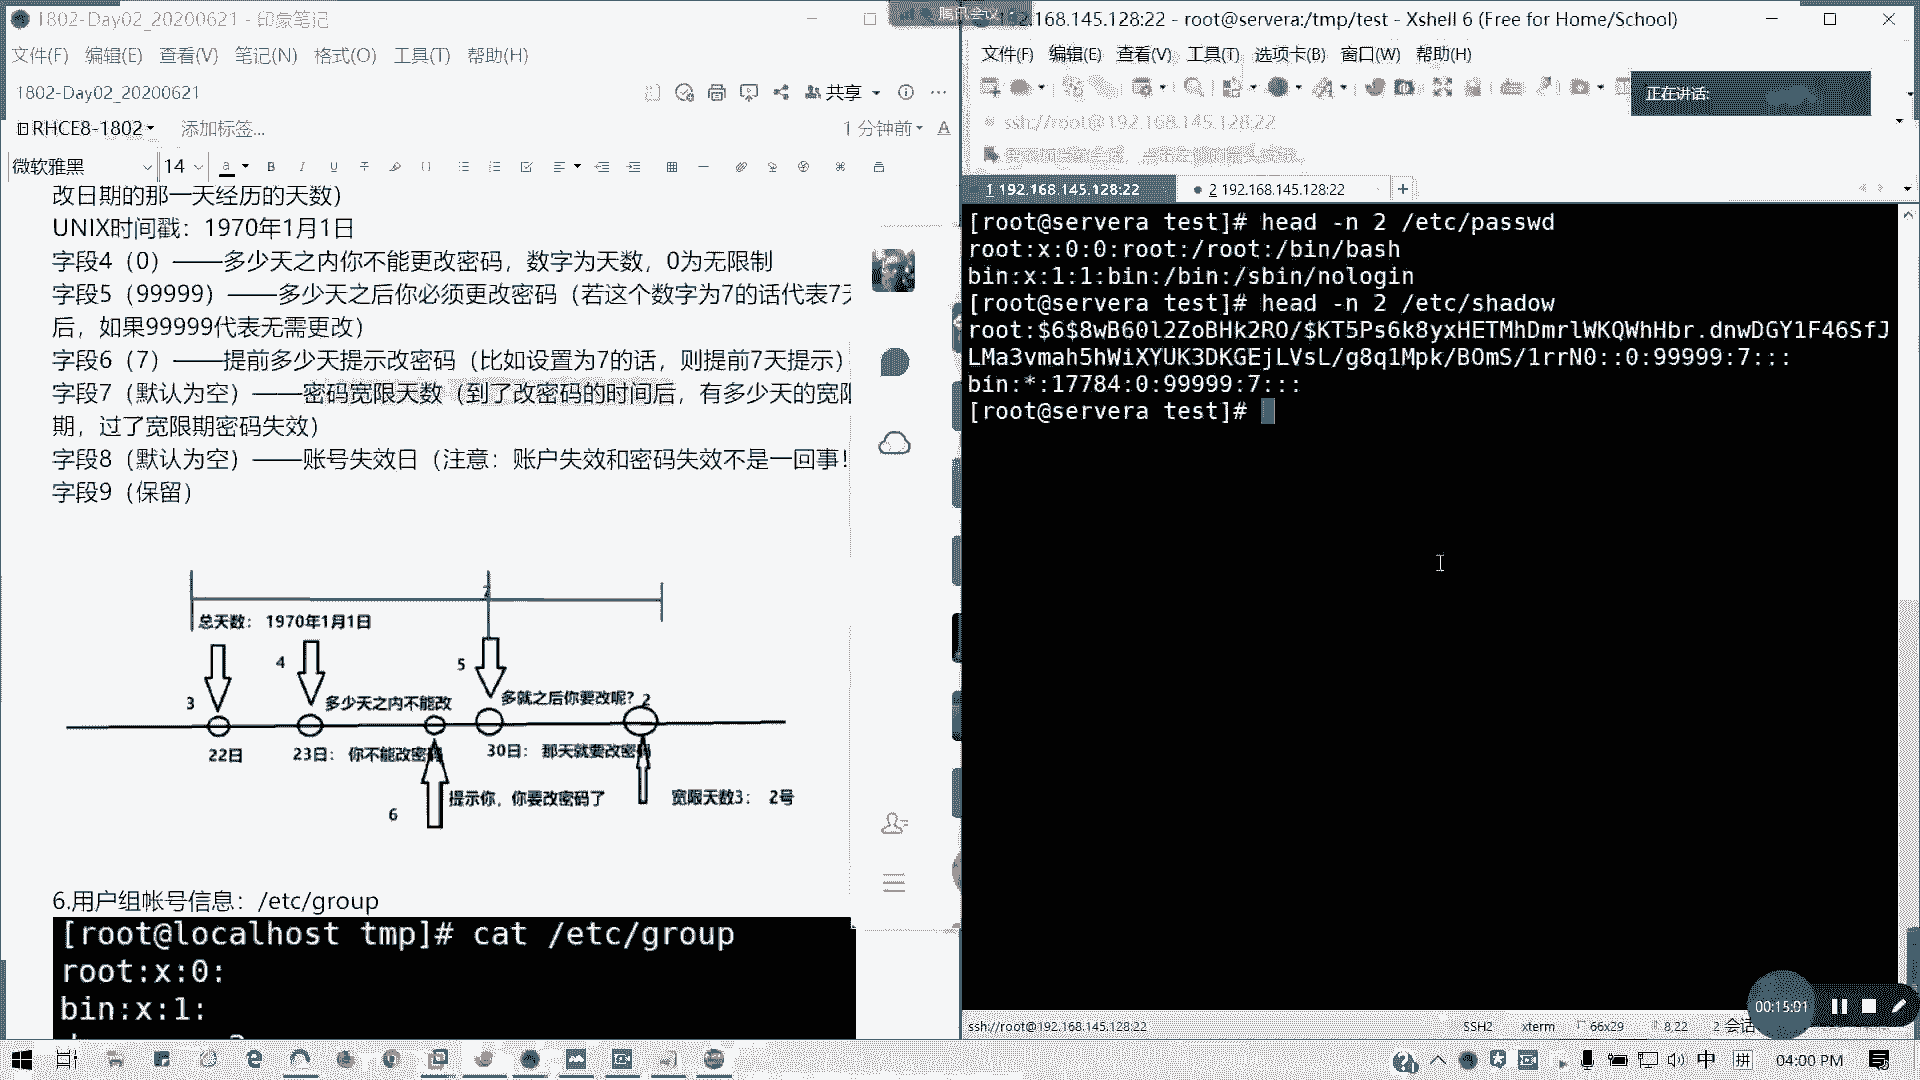 1802-Day02_20200621 - 印象笔记
文件(F) 编辑(E) 查看(V) 笔记(N) 格式(O) 工具(T) 帮助(H)
1802-Day02_20200621
共享
RHCE8-1802
添加标签...
1 分钟前
微软雅黑
14
改日期的那一天经历的天数）
UNIX时间戳：1970年1月1日
字段4（0）——多少天之内你不能更改密码，数字为天数，0为无限制
字段5（99999）——多少天之后你必须更改密码（若这个数字为7的话代表7天
后，如果99999代表无需更改）
字段6（7）——提前多少天提示改密码（比如设置为7的话，则提前7天提示）
字段7（默认为空）——密码宽限天数（到了改密码的时间后，有多少天的宽限
期，过了宽限期密码失效）
字段8（默认为空）——账号失效日（注意：账户失效和密码失效不是一回事！
字段9（保留）
总天数： 1970年1月1日
4
5
3
多少天之内不能改
多就之后你要改呢？
2
22日
23日： 你不能改密码
30日： 那天就要改密码
6
提示你，你要改密码了
宽限天数3： 2号
6.用户组帐号信息：/etc/group
[root@localhost tmp]# cat /etc/group
root:x:0:
bin:x:1:
腾讯会议
.168.145.128:22 - root@servera:/tmp/test - Xshell 6 (Free for Home/School)
文件(F) 编辑(E) 查看(V) 工具(T) 选项卡(B) 窗口(W) 帮助(H)
正在讲话:
ssh://root@192.168.145.128:22
1 192.168.145.128:22
2 192.168.145.128:22
[root@servera test]# head -n 2 /etc/passwd
root:x:0:0:root:/root:/bin/bash
bin:x:1:1:bin:/bin:/sbin/nologin
[root@servera test]# head -n 2 /etc/shadow
root:$6$8wB60l2ZoBHk2RO/$KT5Ps6k8yxHETMhDmrlWKQWhHbr.dnwDGY1F46SfJ
LMa3vmah5hWiXYUK3DKGEjLVsL/g8q1Mpk/BOmS/1rrN0::0:99999:7:::
bin:*:17784:0:99999:7:::
[root@servera test]#
00:15:01
ssh://root@192.168.145.128:22
SSH2
xterm
66x29
8,22
2 会话
中
拼
04:00 PM